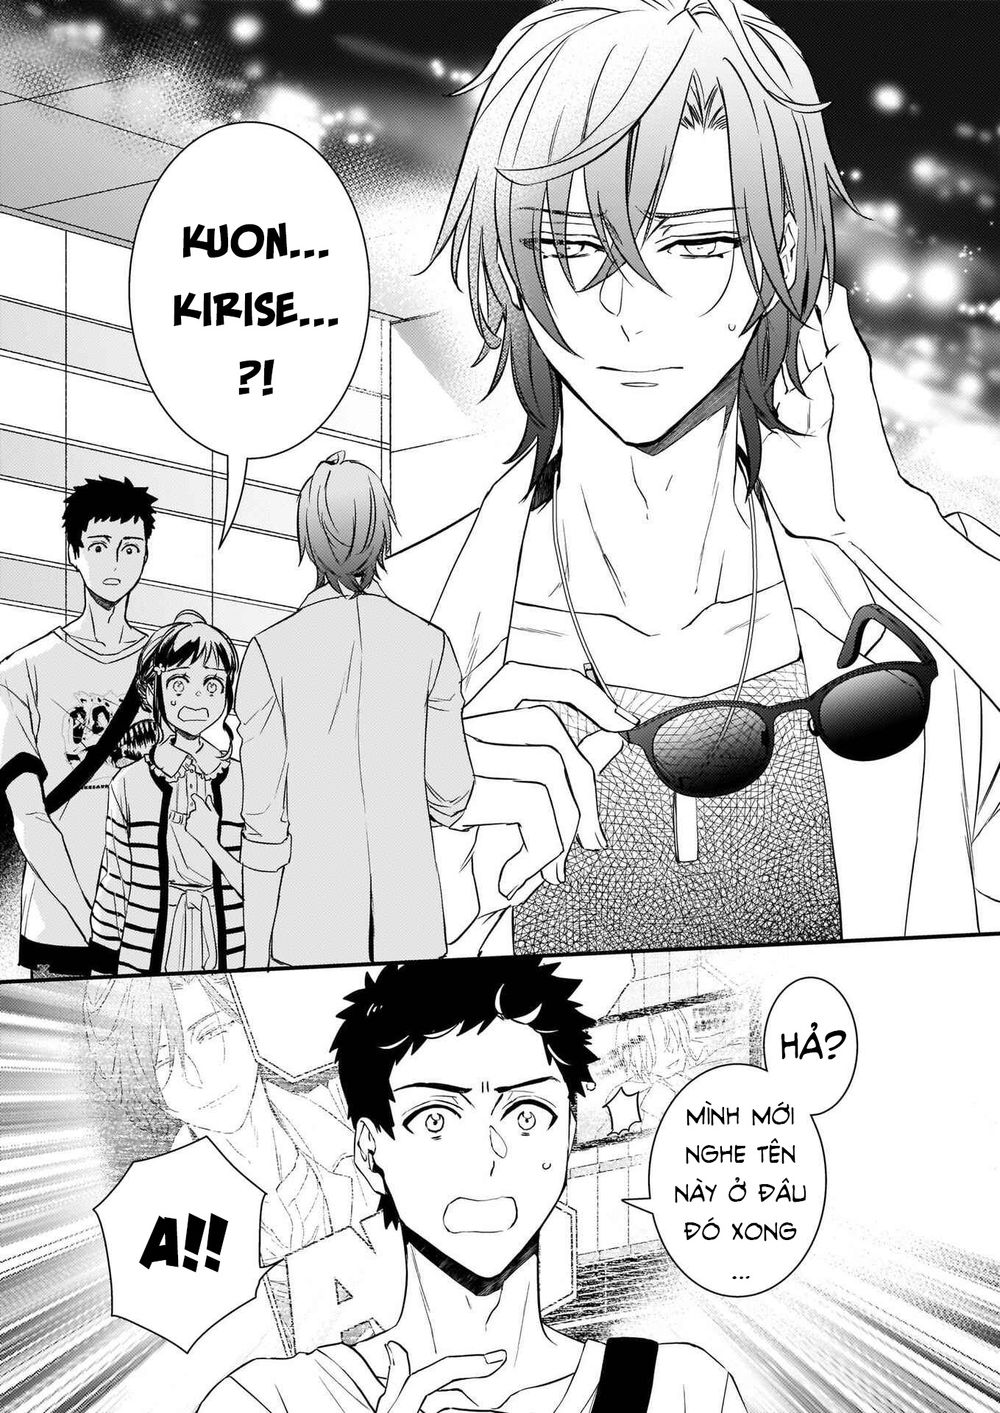 KUON...
KIRISE...
?!
HẢ?
MÌNH MỚI
NGHE TÊN
NÀY Ở ĐÂU
ĐÓ XONG
...
A!!